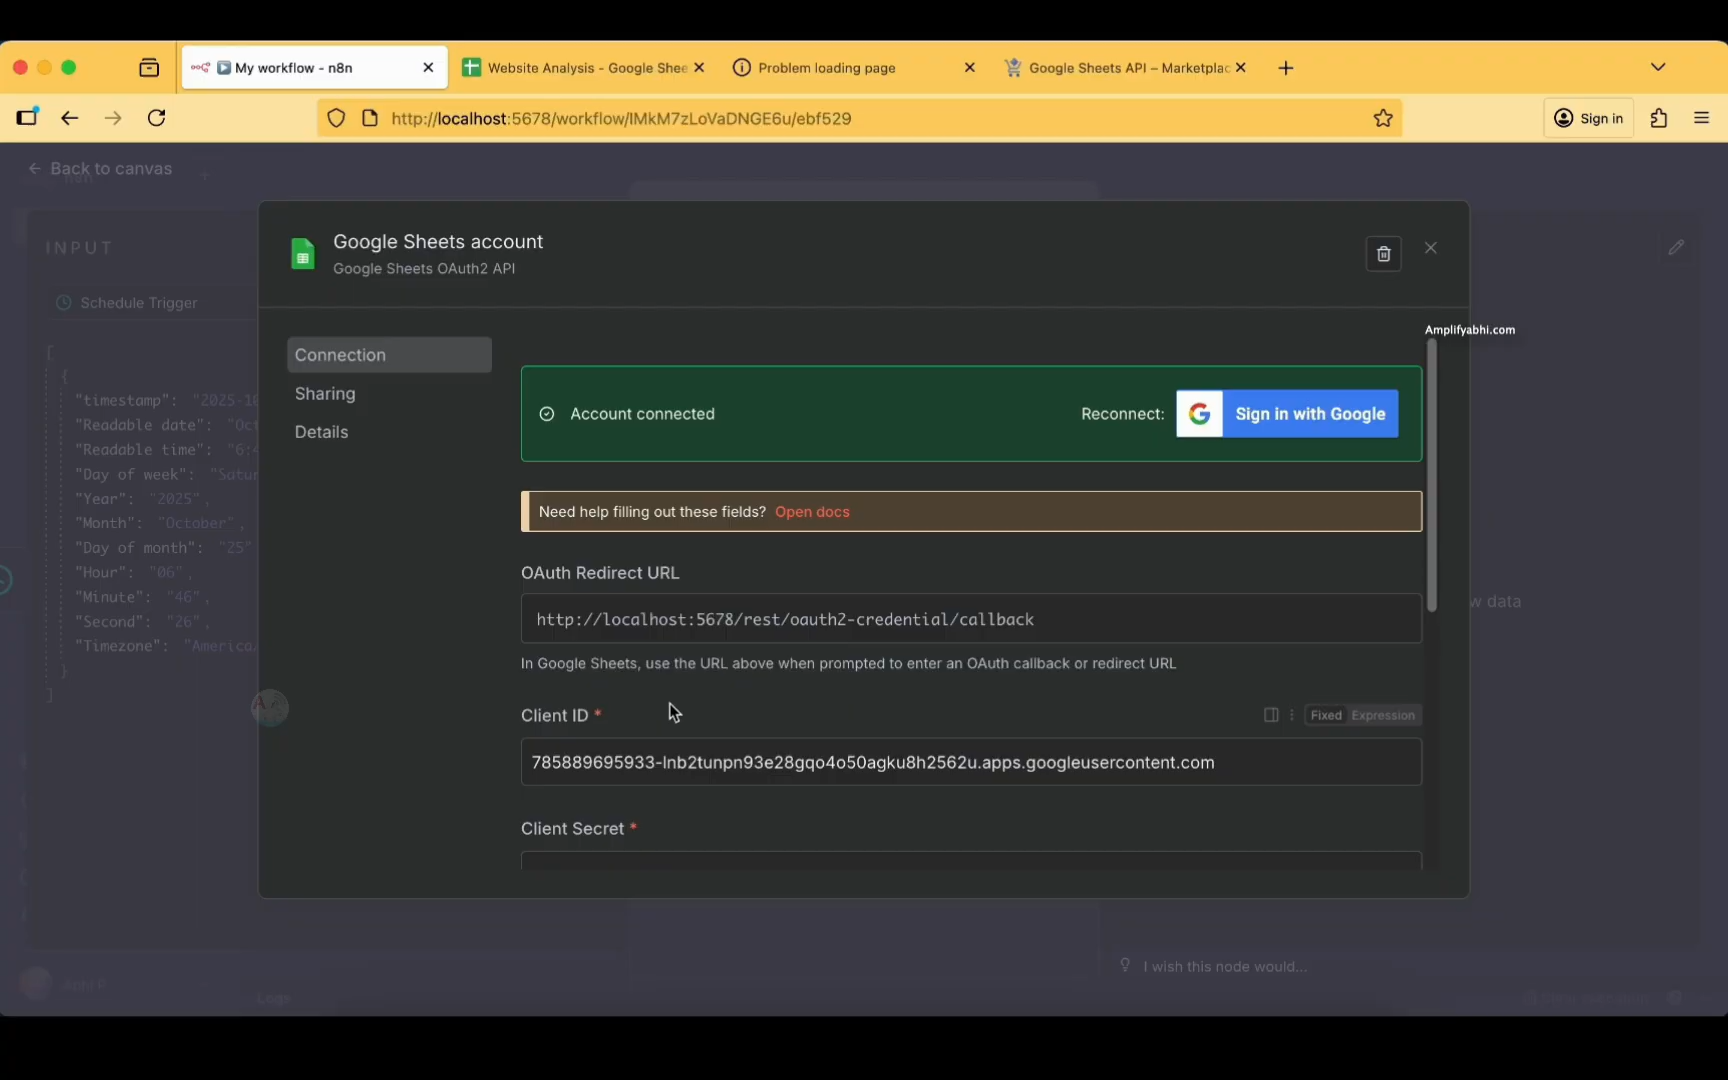 My workflow - n8n
Website Analysis - Google Shee
Problem loading page
Google Sheets API – Marketplac
http://localhost:5678/workflow/lMkM7zLoVaDNGE6u/ebf529
Sign in
Back to canvas
INPUT
Google Sheets account
Google Sheets OAuth2 API
Schedule Trigger
Amplifyabhi.com
Connection
Sharing
Details
Account connected
Reconnect:
Sign in with Google
[
{
"timestamp": "2025-10
"Readable date": "Oc
"Readable time": "6:4
"Day of week": "Satur
"Year": "2025",
"Month": "October",
"Day of month": "25"
"Hour": "06",
"Minute": "46",
"Second": "26",
"Timezone": "America/
}
]
Need help filling out these fields? Open docs
OAuth Redirect URL
http://localhost:5678/rest/oauth2-credential/callback
In Google Sheets, use the URL above when prompted to enter an OAuth callback or redirect URL
w data
Client ID *
Fixed
Expression
785889695933-lnb2tunpn93e28gqo4o50agku8h2562u.apps.googleusercontent.com
Client Secret *
I wish this node would...
Logs